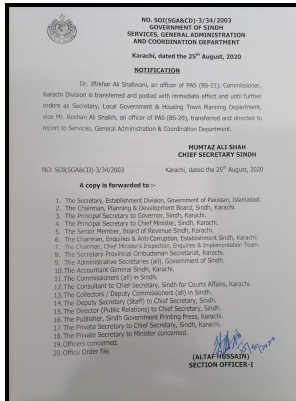 NO. SOI(SGA&CD)-3/34/2003
GOVERNMENT OF SINDH
SERVICES, GENERAL ADMINISTRATION
AND COORDINATION DEPARTMENT
Karachi, dated the 25th August, 2020
NOTIFICATION
Dr. Iftikhar Ali Shallwani, an officer of PAS (BS-21), Commissioner,
Karachi Division is transferred and posted with immediate effect and until further
orders as Secretary, Local Government & Housing Town Planning Department,
vice Mr. Roshan Ali Shaikh, an officer of PAS (BS-20), transferred and directed to
report to Services, General Administration & Coordination Department.
MUMTAZ ALI SHAH
CHIEF SECRETARY SINDH
NO: SOI(SGA&CD)-3/34/2003 Karachi, dated the 25th August, 2020
A copy is forwarded to :-
1. The Secretary, Establishment Division, Government of Pakistan, Islamabad.
2. The Chairman, Planning & Development Board, Sindh, Karachi.
3. The Principal Secretary to Governor, Sindh, Karachi.
4. The Principal Secretary to Chief Minister, Sindh, Karachi.
5. The Senior Member, Board of Revenue Sindh, Karachi.
6. The Chairman, Enquiries & Anti-Corruption, Establishment Sindh, Karachi.
7. The Chairman, Chief Minister's Inspection, Enquiries & Implementation Team.
8. The Secretary Provincial Ombudsman Secretariat, Karachi.
9. The Administrative Secretaries (all), Government of Sindh.
10. The Accountant General Sindh, Karachi.
11. The Commissioners (all) in Sindh.
12. The Consultant to Chief Secretary, Sindh for Courts Affairs, Karachi.
13. The Collectors / Deputy Commissioners (all) in Sindh.
14. The Deputy Secretary (Staff) to Chief Secretary, Sindh.
15. The Director (Public Relations) to Chief Secretary, Sindh.
16. The Publisher, Sindh Government Printing Press, Karachi.
17. The Private Secretary to Chief Secretary, Sindh, Karachi.
18. The Private Secretary to Minister concerned.
19. Officers concerned.
20. Office Order file.
(ALTAF HUSSAIN)
SECTION OFFICER-I